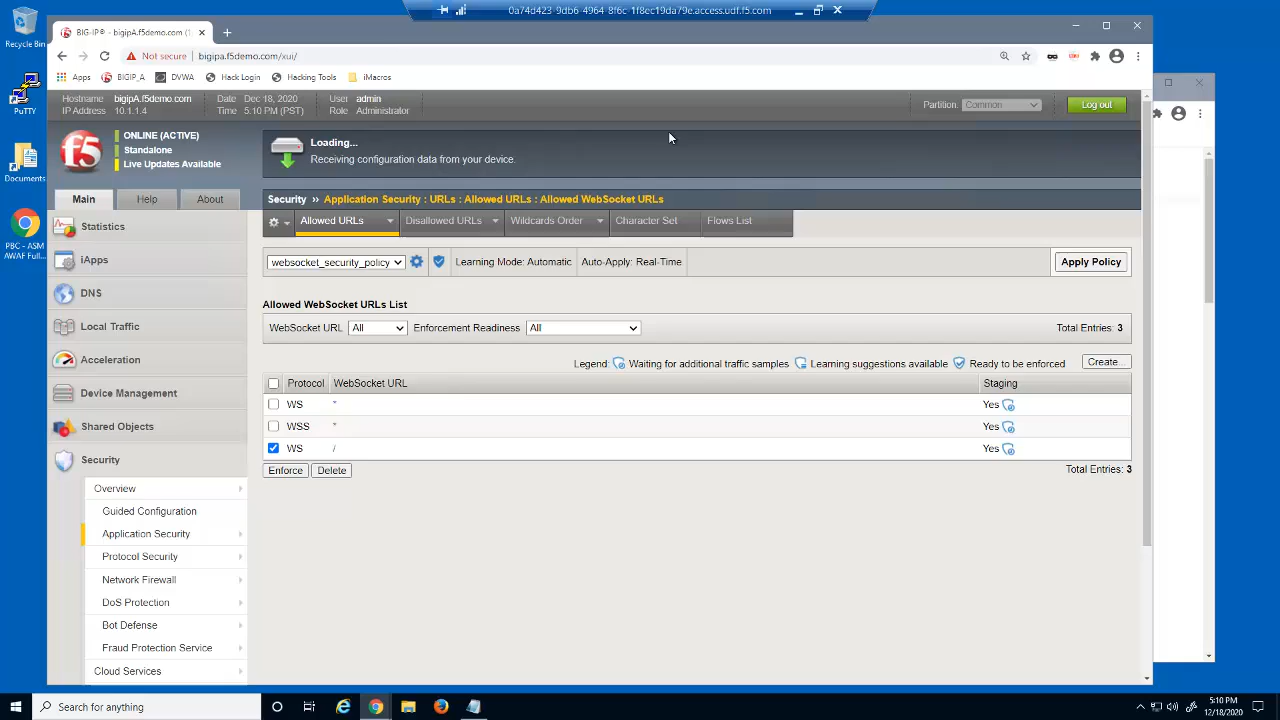 0a74d423-9db6-4964-8f6c-1f8ec19da79e.access.udf.f5.com
Recycle Bin
PuTTY
Documents
PBC - ASM
AWAF Full...
BIG-IP® - bigipa.f5demo.com (1
Not secure
bigipa.f5demo.com/xui/
Apps
BIGIP_A
DVWA
Hack Login
Hacking Tools
iMacros
Hostname bigipA.f5demo.com
IP Address 10.1.1.4
Date Dec 18, 2020
Time 5:10 PM (PST)
User admin
Role Administrator
Partition: Common
Log out
f5
ONLINE (ACTIVE)
Standalone
Live Updates Available
Loading...
Receiving configuration data from your device.
Main
Help
About
Security ›› Application Security : URLs : Allowed URLs : Allowed WebSocket URLs
Statistics
iApps
DNS
Local Traffic
Acceleration
Device Management
Shared Objects
Security
Overview
Guided Configuration
Application Security
Protocol Security
Network Firewall
DoS Protection
Bot Defense
Fraud Protection Service
Cloud Services
Allowed URLs
Disallowed URLs
Wildcards Order
Character Set
Flows List
websocket_security_policy
Learning Mode: Automatic
Auto-Apply: Real-Time
Apply Policy
Allowed WebSocket URLs List
WebSocket URL All Enforcement Readiness All Total Entries: 3
Legend: Waiting for additional traffic samples Learning suggestions available Ready to be enforced Create...
Protocol WebSocket URL Staging
WS * Yes
WSS * Yes
WS / Yes
Enforce Delete Total Entries: 3
Search for anything
5:10 PM
12/18/2020